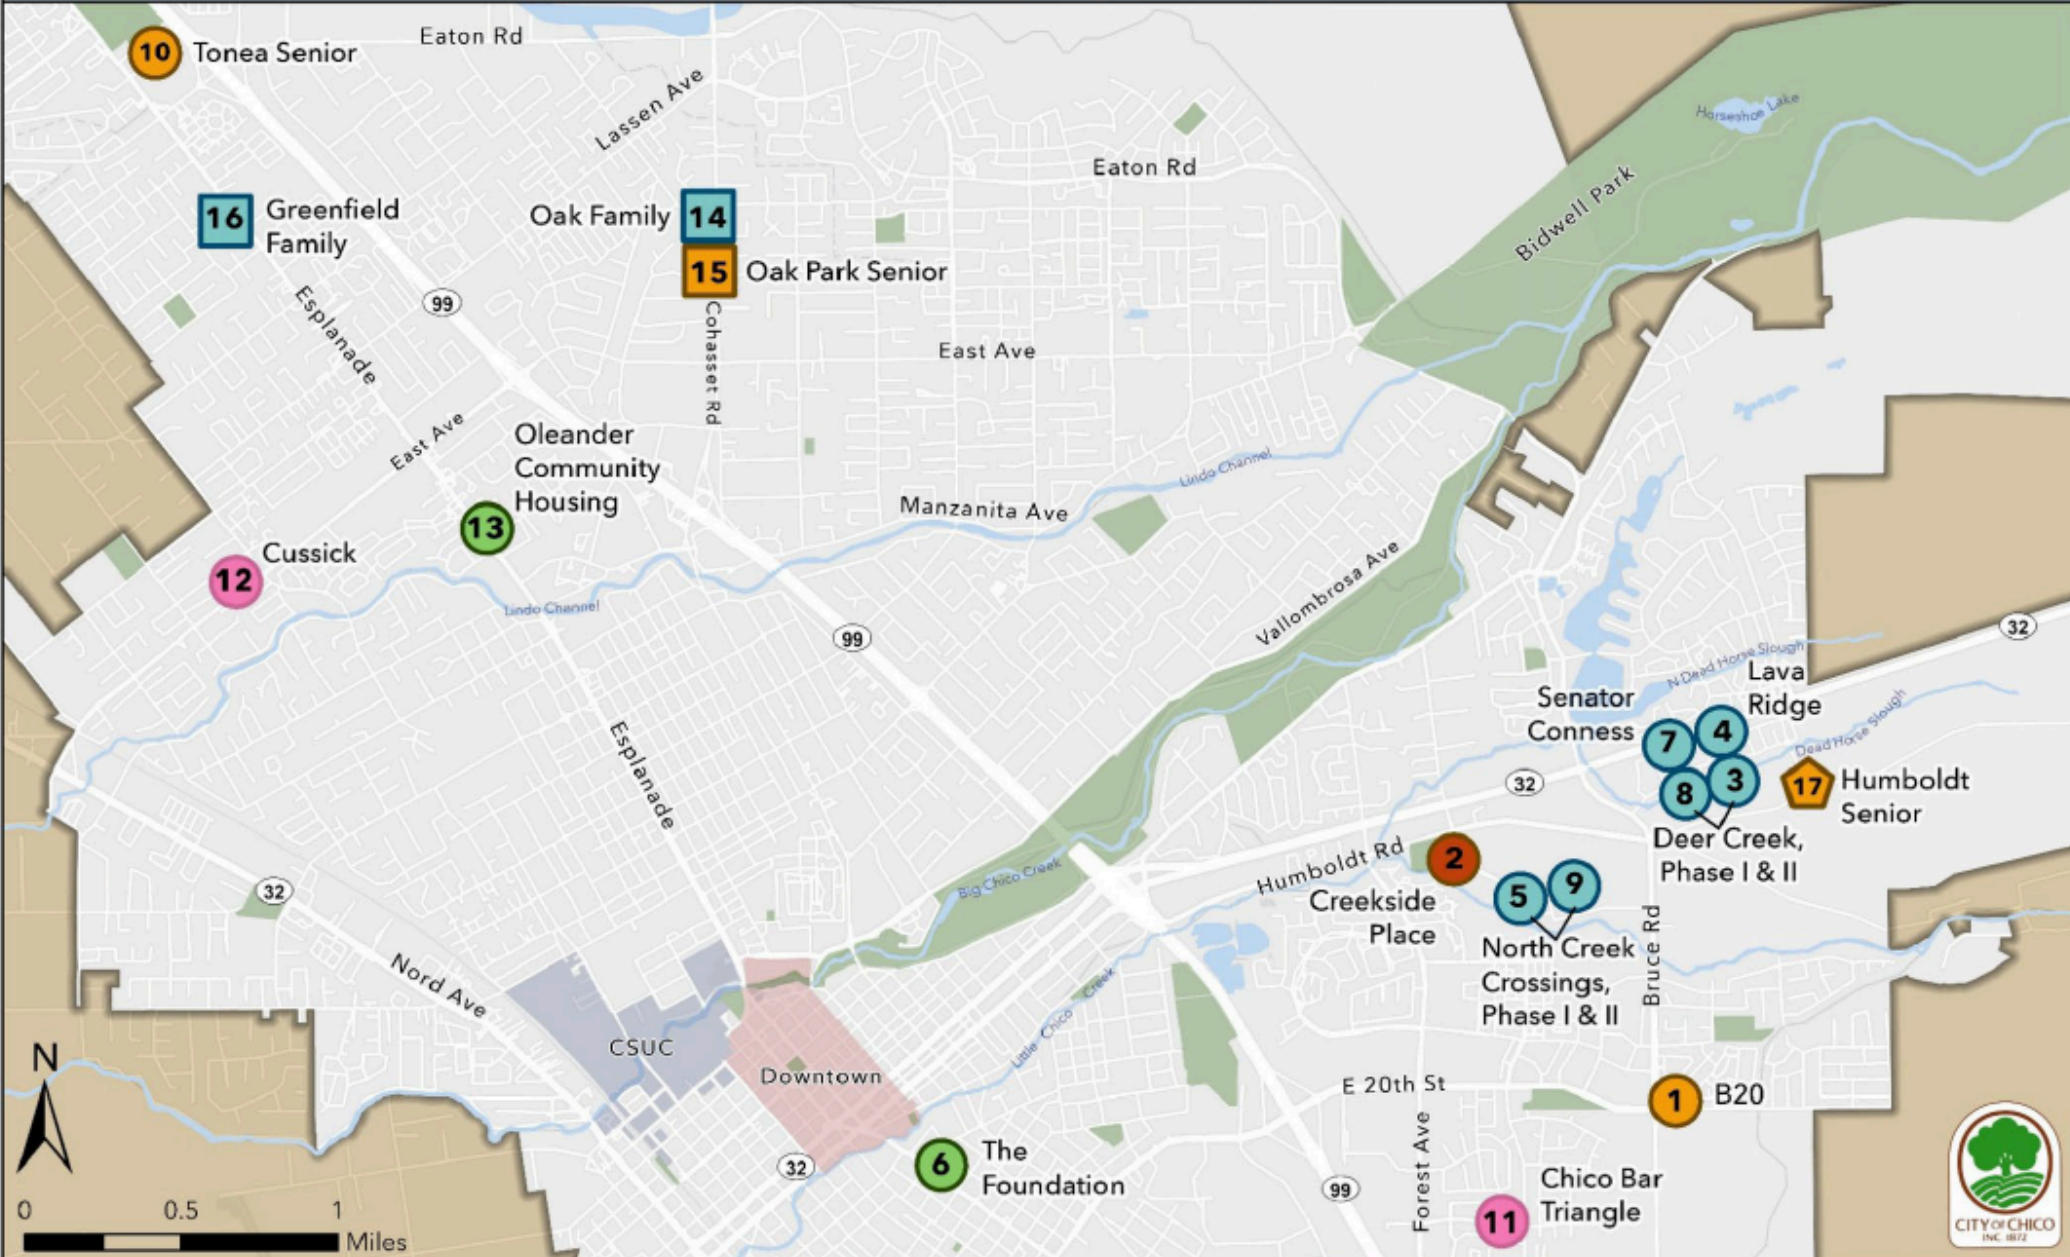 Eaton Rd
10
Tonea Senior
Lassen Ave
Horseshoe Lake
Eaton Rd
Bidwell Park
16
Greenfield
Family
Oak Family
14
15
Oak Park Senior
99
Esplanade
Cohasset Rd
East Ave
East Ave
Oleander
Community
Housing
13
Lindo Channel
Manzanita Ave
Cussick
12
Lindo Channel
Vallombrosa Ave
99
32
N Dead Horse Slough
Lava
Ridge
Senator
Conness
7
4
8
3
Dead Horse Slough
17
Humboldt
Senior
Deer Creek,
Phase I & II
Esplanade
32
Humboldt Rd
2
Creekside
Place
5
9
North Creek
Crossings,
Phase I & II
Bruce Rd
Big Chico Creek
32
Nord Ave
CSUC
Downtown
Little Chico Creek
E 20th St
1
B20
Forest Ave
6
The
Foundation
32
99
11
Chico Bar
Triangle
N
0 0.5 1
Miles
CITY OF CHICO
INC. 1872